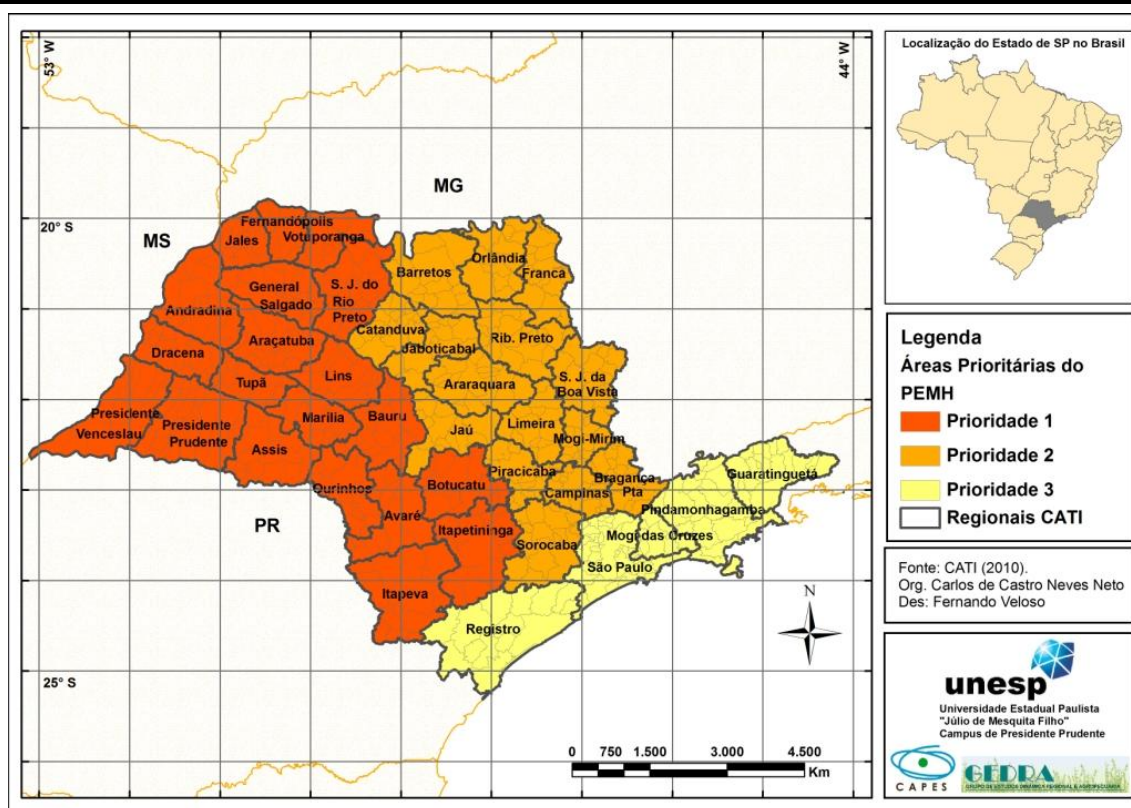 53° W
44° W
20° S
25° S
MG
MS
PR
Fernandópolis
Jales
Votuporanga
General
Salgado
S. J. do
Rio
Preto
Andradina
Araçatuba
Dracena
Tupã
Lins
Presidente
Venceslau
Presidente
Prudente
Marília
Bauru
Assis
Ourinhos
Avaré
Botucatu
Itapetininga
Itapeva
Barretos
Orlândia
Franca
Catanduva
Jaboticabal
Rib. Preto
Araraquara
S. J. da
Boa Vista
Jaú
Limeira
Mogi-Mirim
Piracicaba
Campinas
Bragança
Pta
Sorocaba
Guaratinguetá
Pindamonhagamba
Mogi das Cruzes
São Paulo
Registro
N
0 750 1.500 3.000 4.500
Km
Localização do Estado de SP no Brasil
Legenda
Áreas Prioritárias do
PEMH
Prioridade 1
Prioridade 2
Prioridade 3
Regionais CATI
Fonte: CATI (2010).
Org. Carlos de Castro Neves Neto
Des: Fernando Veloso
unesp
Universidade Estadual Paulista
"Júlio de Mesquita Filho"
Campus de Presidente Prudente
CAPES
GEDRA
GRUPO DE ESTUDOS DINÂMICA REGIONAL E AGROPECUÁRIA